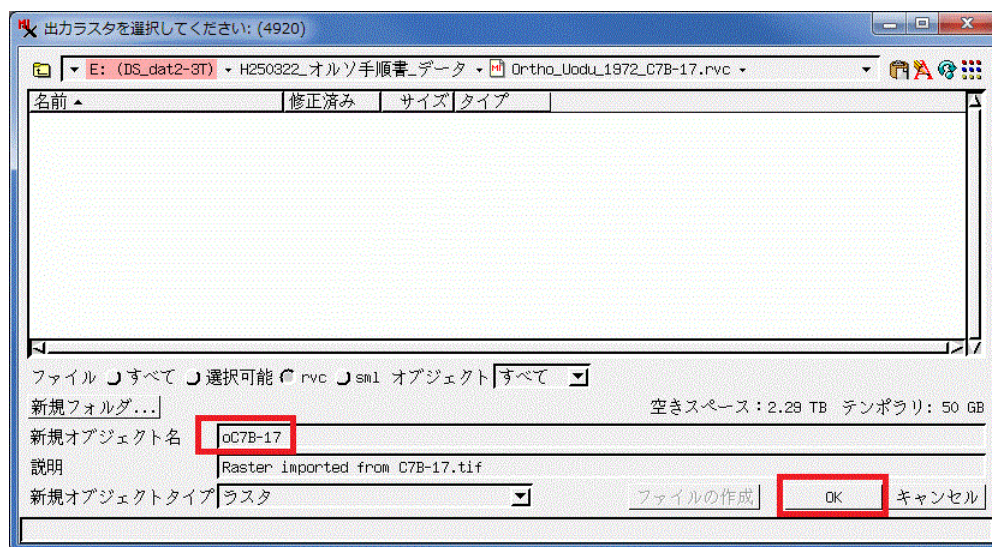 出力ラスタを選択してください: (4920)
E: (DS_dat2-3T) H250322_オルソ手順書_データ Ortho_Uodu_1972_C7B-17.rvc
名前 修正済み サイズ タイプ
ファイル すべて 選択可能 rvc sml オブジェクト すべて
新規フォルダ... 空きスペース：2.29 TB テンポラリ: 50 GB
新規オブジェクト名 oC7B-17
説明 Raster imported from C7B-17.tif
新規オブジェクトタイプ ラスタ ファイルの作成 OK キャンセル